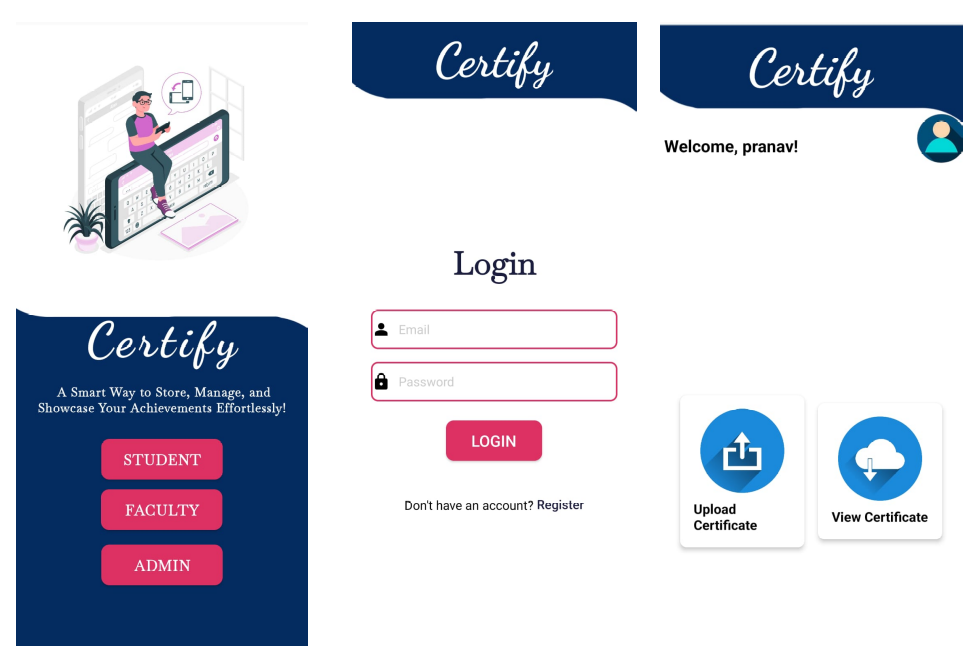 Certify
A Smart Way to Store, Manage, and
Showcase Your Achievements Effortlessly!
STUDENT
FACULTY
ADMIN
Certify
Login
Email
Password
LOGIN
Don't have an account? Register
Certify
Welcome, pranav!
Upload
Certificate
View Certificate